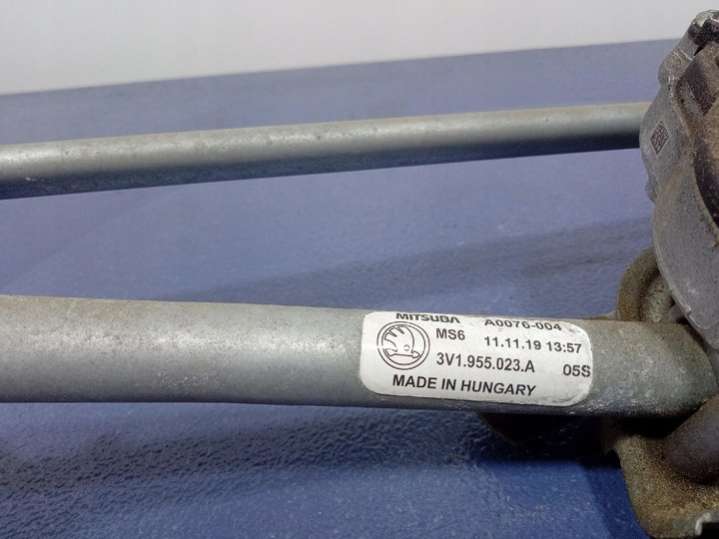 MITSUBA A0076-004
MS6 11.11.19 13:57
3V1.955.023.A 05S
MADE IN HUNGARY